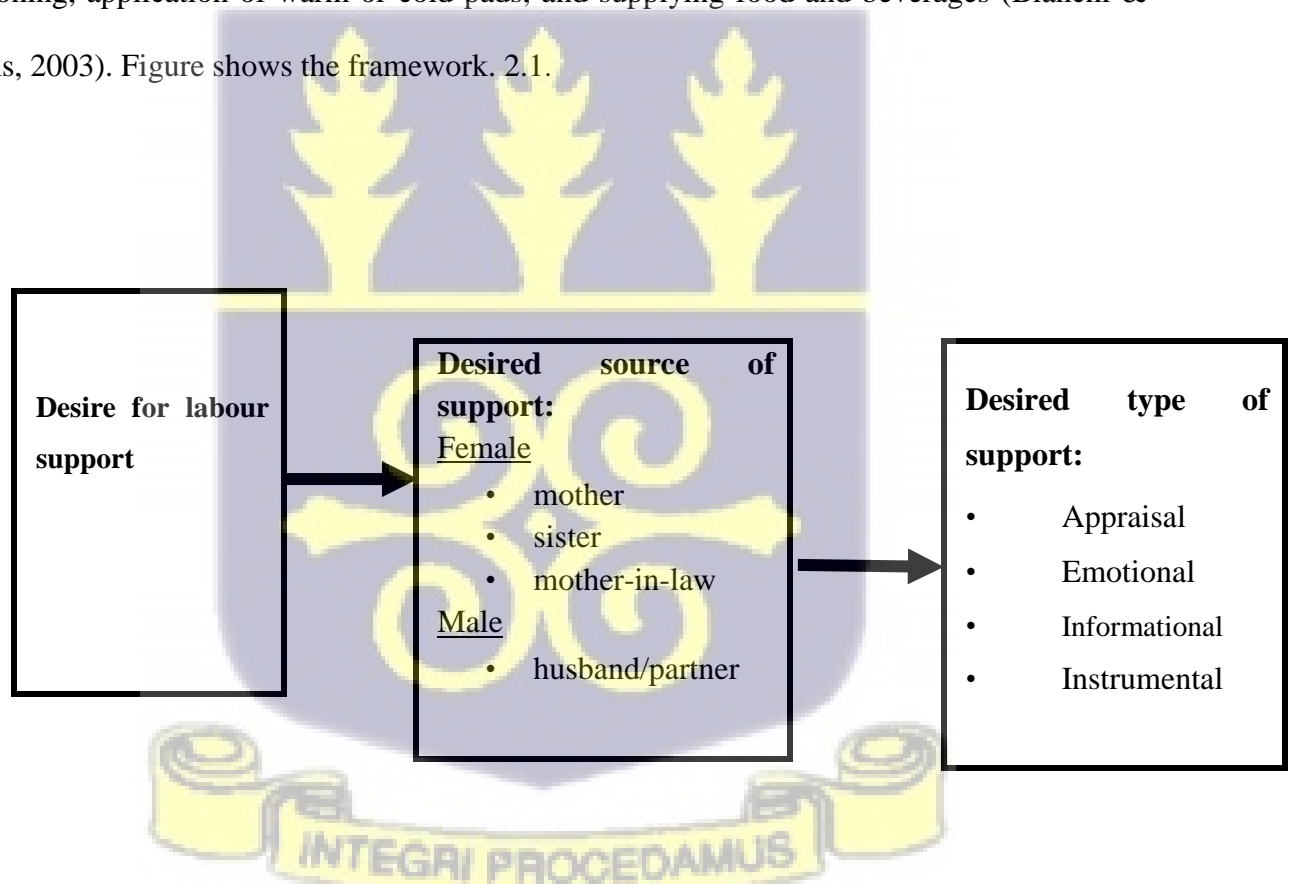 application of warm or cold pads, and supplying food and beverages (Bianchi &
2003). Figure shows the framework. 2.1.
Desire for labour
support
Desired source of
support:
Female
• mother
• sister
• mother-in-law
Male
• husband/partner
Desired type of
support:
• Appraisal
• Emotional
• Informational
• Instrumental
INTEGRI PROCEDAMUS